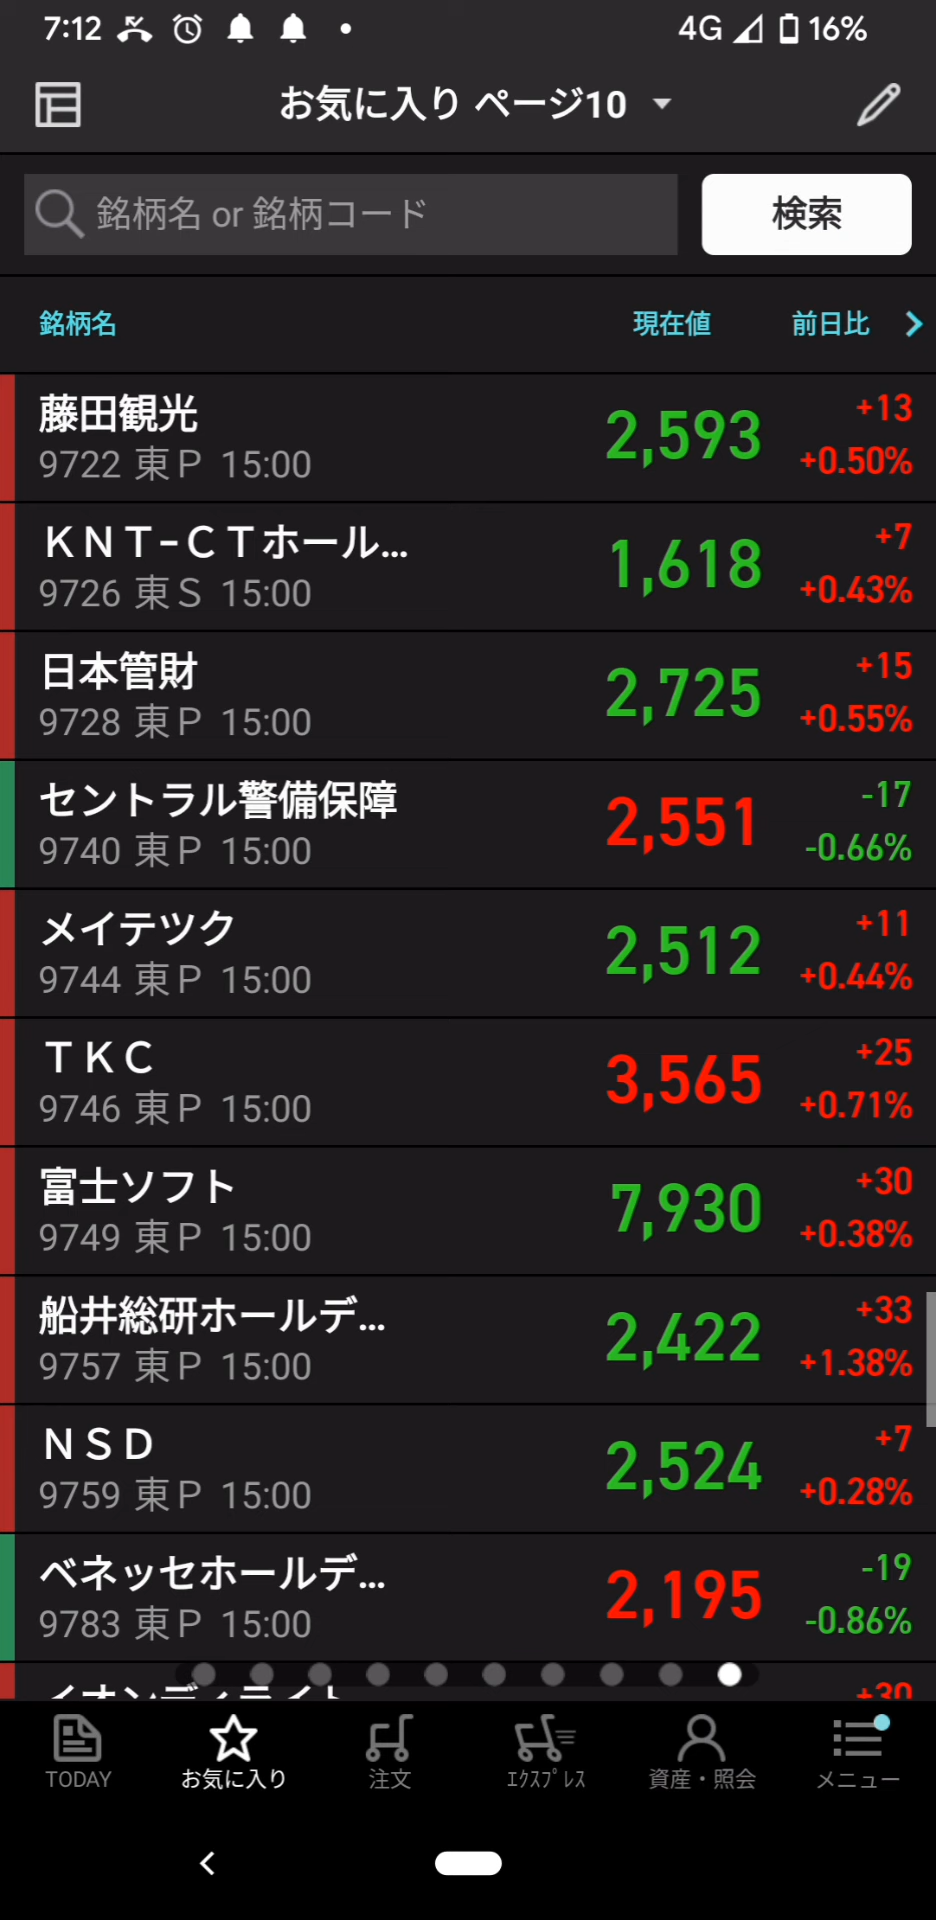 7:12 4G 16%
お気に入り ページ10
銘柄名 or 銘柄コード 検索
銘柄名 現在値 前日比
藤田観光 2,593 +13
9722 東Ｐ 15:00 +0.50%
ＫＮＴ-ＣＴホール... 1,618 +7
9726 東Ｓ 15:00 +0.43%
日本管財 2,725 +15
9728 東Ｐ 15:00 +0.55%
セントラル警備保障 2,551 -17
9740 東Ｐ 15:00 -0.66%
メイテツク 2,512 +11
9744 東Ｐ 15:00 +0.44%
ＴＫＣ 3,565 +25
9746 東Ｐ 15:00 +0.71%
富士ソフト 7,930 +30
9749 東Ｐ 15:00 +0.38%
船井総研ホールデ... 2,422 +33
9757 東Ｐ 15:00 +1.38%
ＮＳＤ 2,524 +7
9759 東Ｐ 15:00 +0.28%
ベネッセホールデ... 2,195 -19
9783 東Ｐ 15:00 -0.86%
イオンディライト +30
TODAY お気に入り 注文 ｴｸｽﾌﾟﾚｽ 資産・照会 メニュー